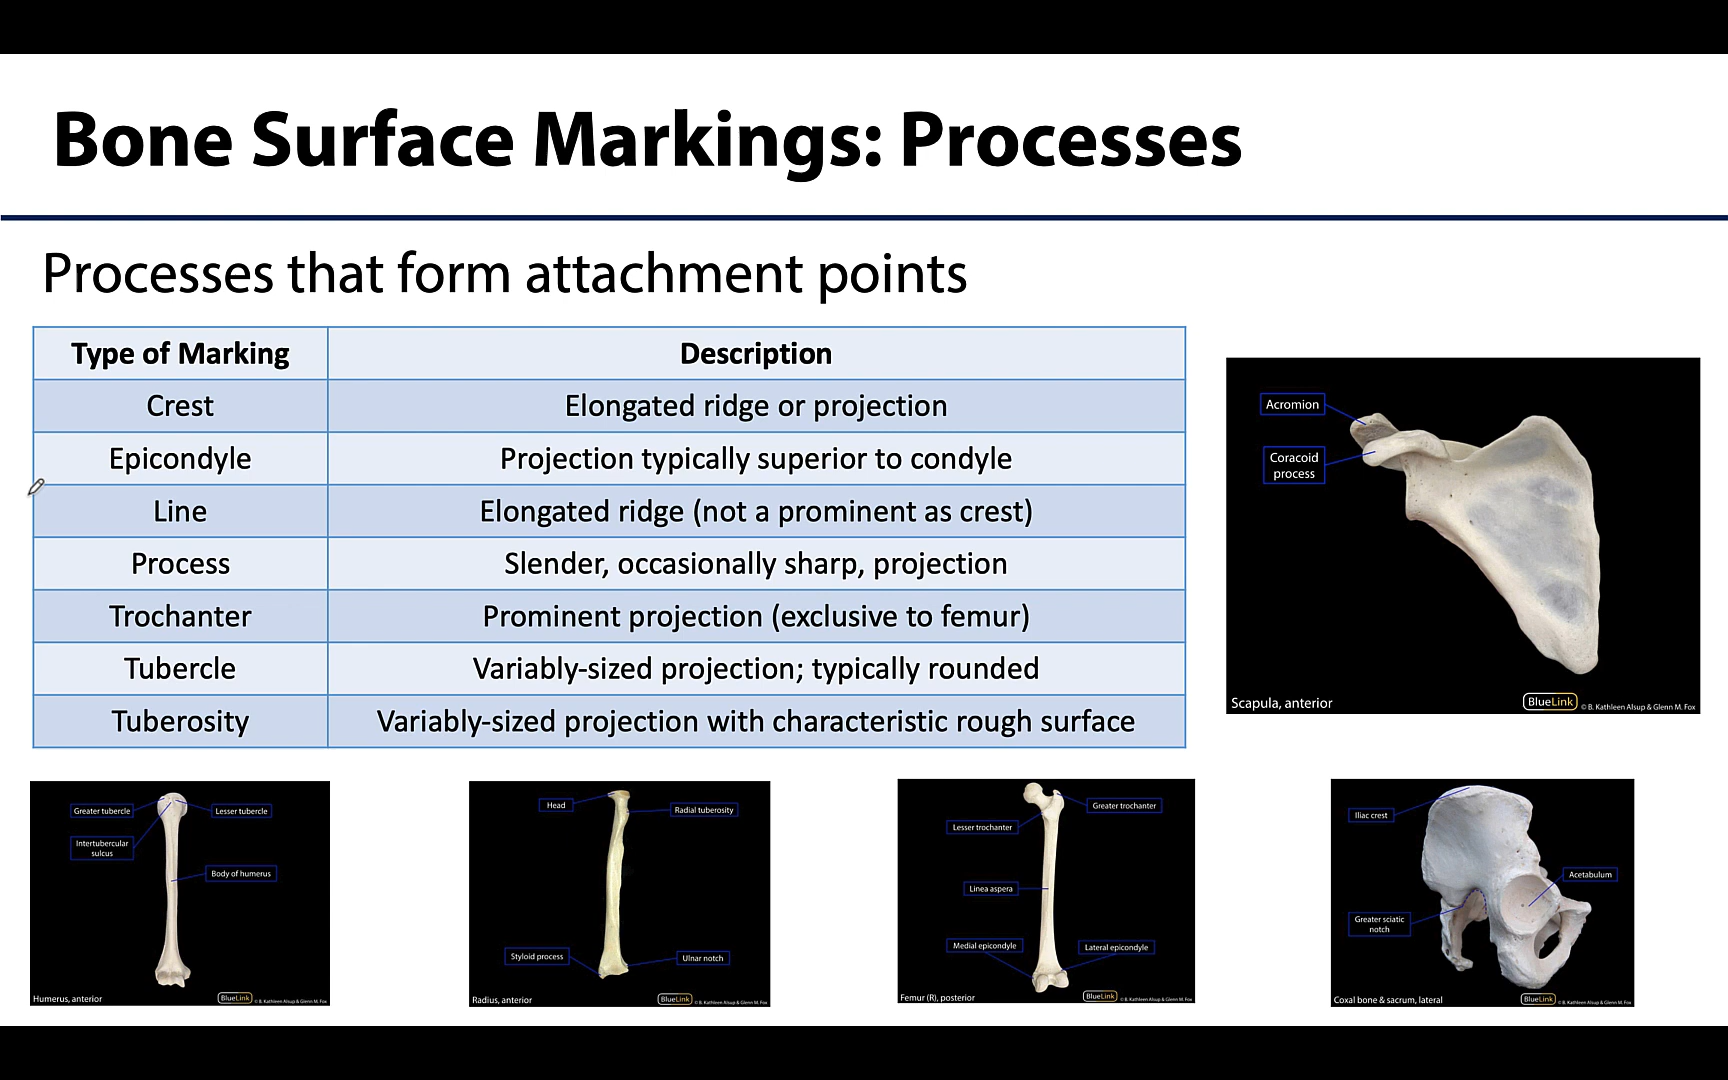 Bone Surface Markings: Processes
Processes that form attachment points
Type of Marking Description
Crest Elongated ridge or projection
Epicondyle Projection typically superior to condyle
Line Elongated ridge (not a prominent as crest)
Process Slender, occasionally sharp, projection
Trochanter Prominent projection (exclusive to femur)
Tubercle Variably-sized projection; typically rounded
Tuberosity Variably-sized projection with characteristic rough surface
Acromion
Coracoid
process
Scapula, anterior
BlueLink © B. Kathleen Alsup & Glenn M. Fox
Greater tubercle
Lesser tubercle
Intertubercular
sulcus
Body of humerus
Humerus, anterior
BlueLink © B. Kathleen Alsup & Glenn M. Fox
Head
Radial tuberosity
Styloid process
Ulnar notch
Radius, anterior
BlueLink © B. Kathleen Alsup & Glenn M. Fox
Greater trochanter
Lesser trochanter
Linea aspera
Medial epicondyle
Lateral epicondyle
Femur (R), posterior
BlueLink © B. Kathleen Alsup & Glenn M. Fox
Iliac crest
Acetabulum
Greater sciatic
notch
Coxal bone & sacrum, lateral
BlueLink © B. Kathleen Alsup & Glenn M. Fox